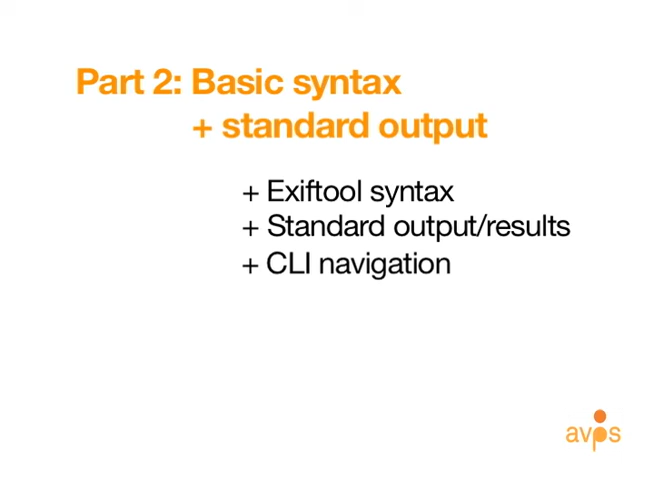 Part 2: Basic syntax
+ standard output
+ Exiftool syntax
+ Standard output/results
+ CLI navigation
avps